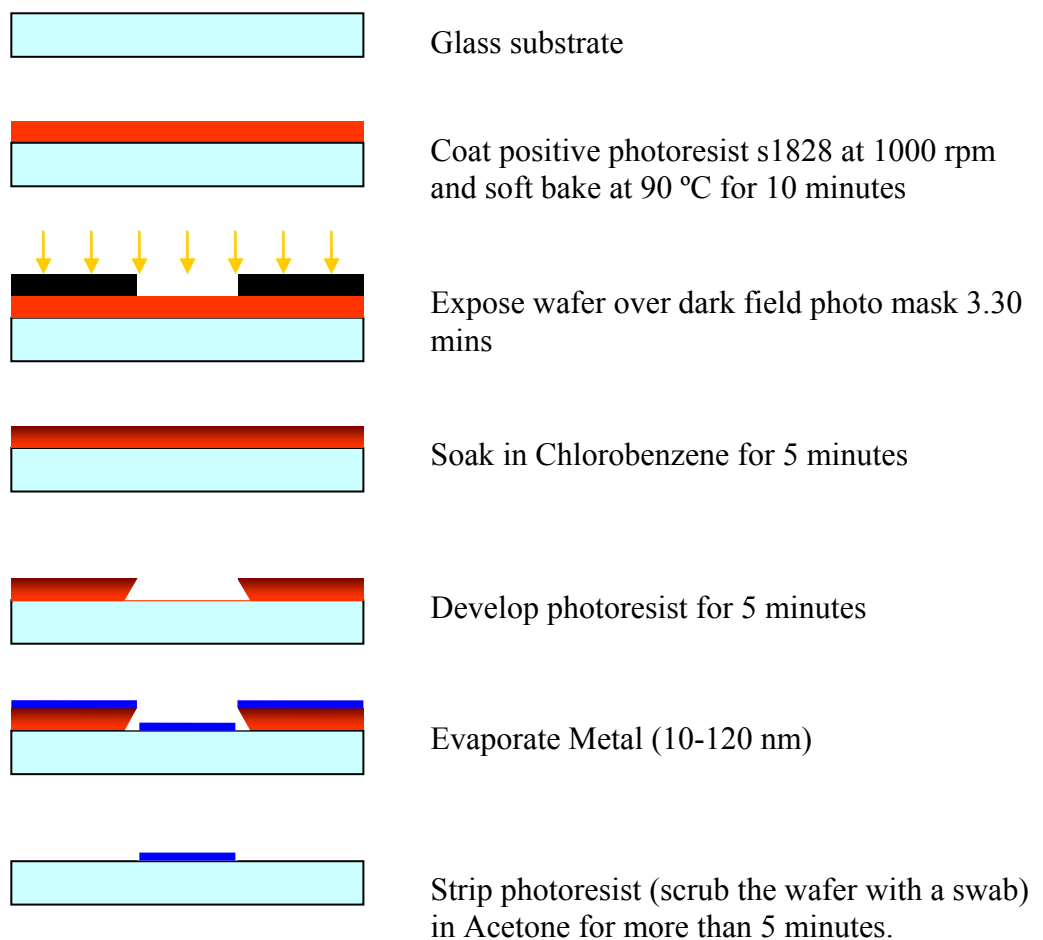 Glass substrate
Coat positive photoresist s1828 at 1000 rpm
and soft bake at 90 ºC for 10 minutes
Expose wafer over dark field photo mask 3.30
mins
Soak in Chlorobenzene for 5 minutes
Develop photoresist for 5 minutes
Evaporate Metal (10-120 nm)
Strip photoresist (scrub the wafer with a swab)
in Acetone for more than 5 minutes.